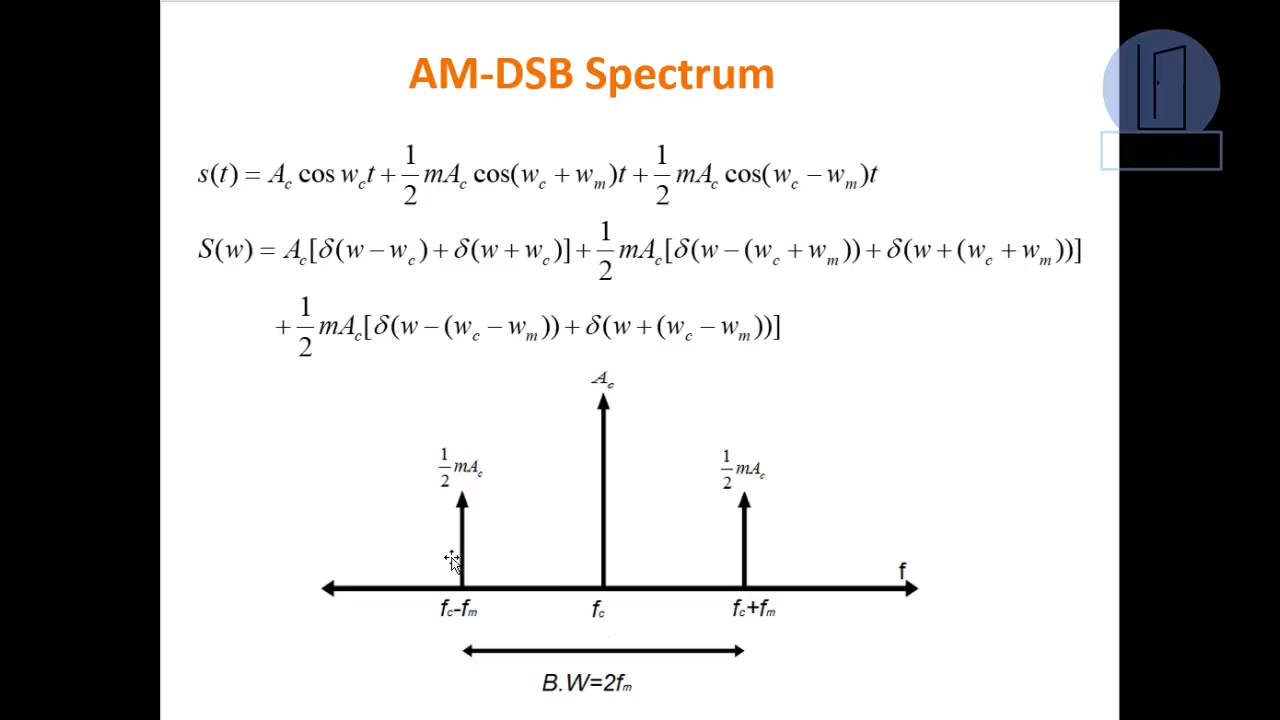 AM-DSB Spectrum
s(t) = A_c cos w_c t + 1/2 mA_c cos(w_c + w_m)t + 1/2 mA_c cos(w_c − w_m)t
S(w) = A_c[δ(w − w_c) + δ(w + w_c)] + 1/2 mA_c[δ(w − (w_c + w_m)) + δ(w + (w_c + w_m))]
+ 1/2 mA_c[δ(w − (w_c − w_m)) + δ(w + (w_c − w_m))]
A_c
1/2 mA_c
1/2 mA_c
f
f_c-f_m
f_c
f_c+f_m
B.W=2f_m